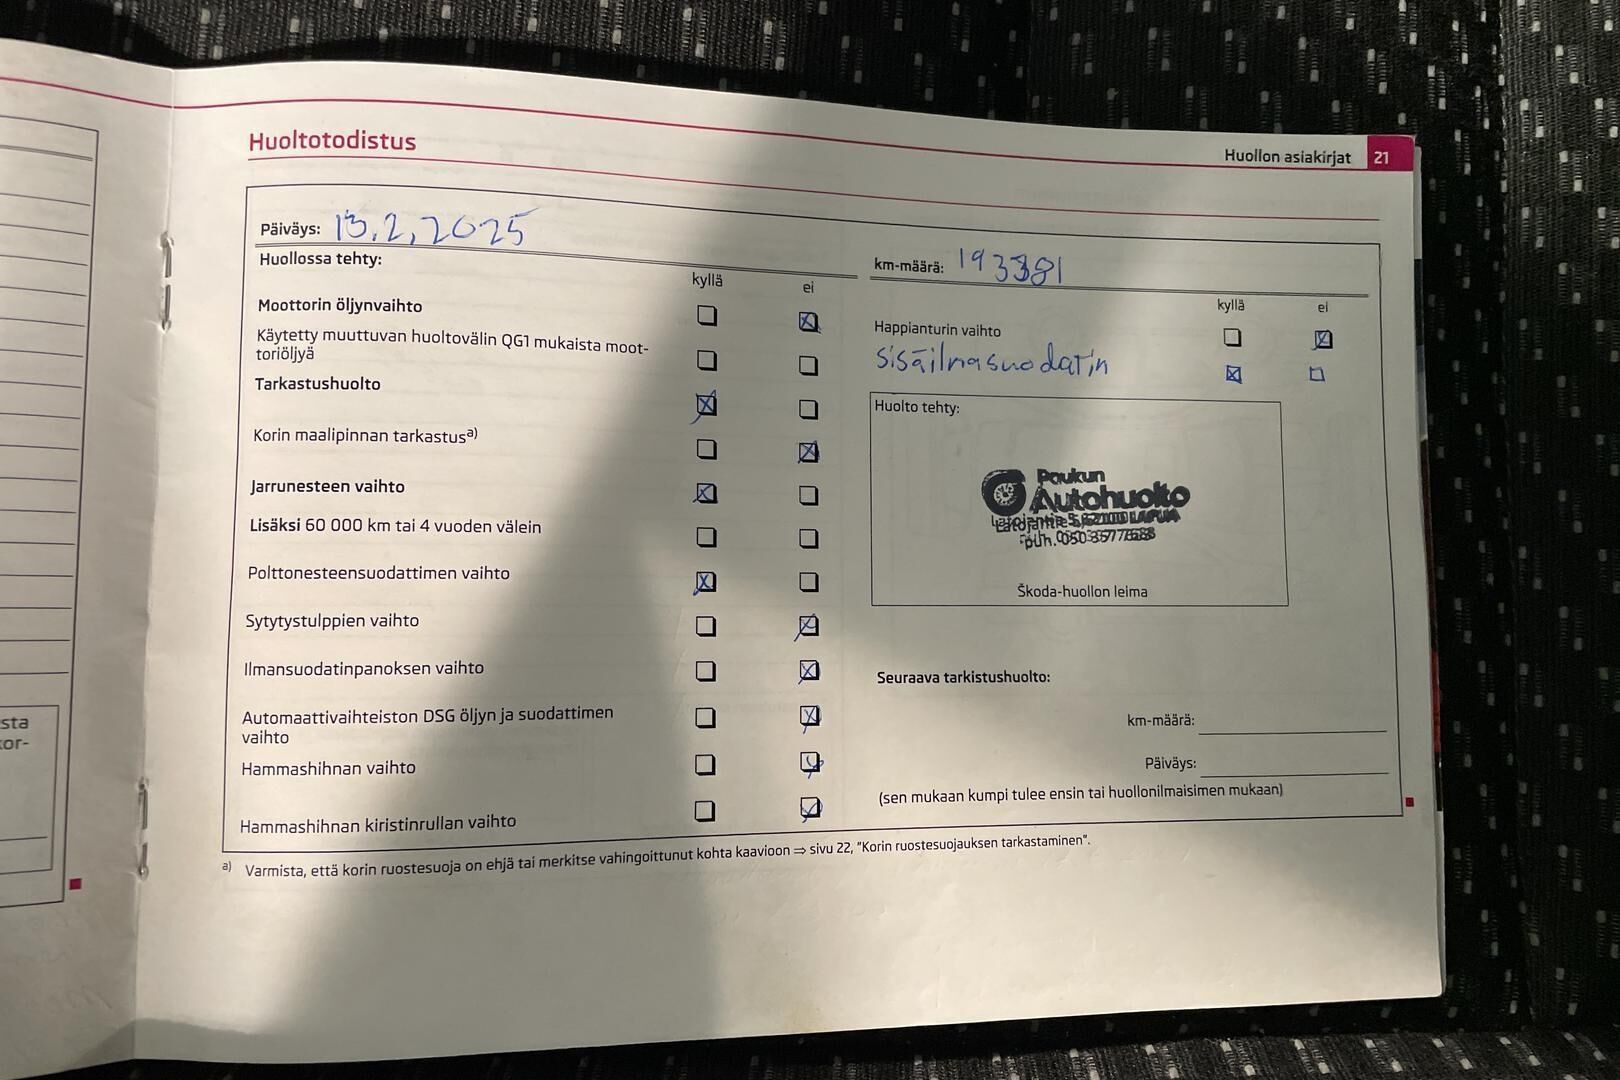 Huoltotodistus
Huollon asiakirjat 21
Päiväys: 13.2.2025
Huollossa tehty:
kyllä ei
Moottorin öljynvaihto
Käytetty muuttuvan huoltovälin QG1 mukaista moot-
toriöljyä
Tarkastushuolto
Korin maalipinnan tarkastus a)
Jarrunesteen vaihto
Lisäksi 60 000 km tai 4 vuoden välein
Polttonesteensuodattimen vaihto
Sytytystulppien vaihto
Ilmansuodatinpanoksen vaihto
Automaattivaihteiston DSG öljyn ja suodattimen
vaihto
Hammashihnan vaihto
Hammashihnan kiristinrullan vaihto
km-määrä: 193381
kyllä ei
Happianturin vaihto
sisäilmasuodatin
Huolto tehty:
Paukun
Autohuolto
puh. 050
Škoda-huollon leima
Seuraava tarkistushuolto:
km-määrä:
Päiväys:
(sen mukaan kumpi tulee ensin tai huollonilmaisimen mukaan)
a) Varmista, että korin ruostesuoja on ehjä tai merkitse vahingoittunut kohta kaavioon ⇒ sivu 22, "Korin ruostesuojauksen tarkastaminen".
sta
kor-